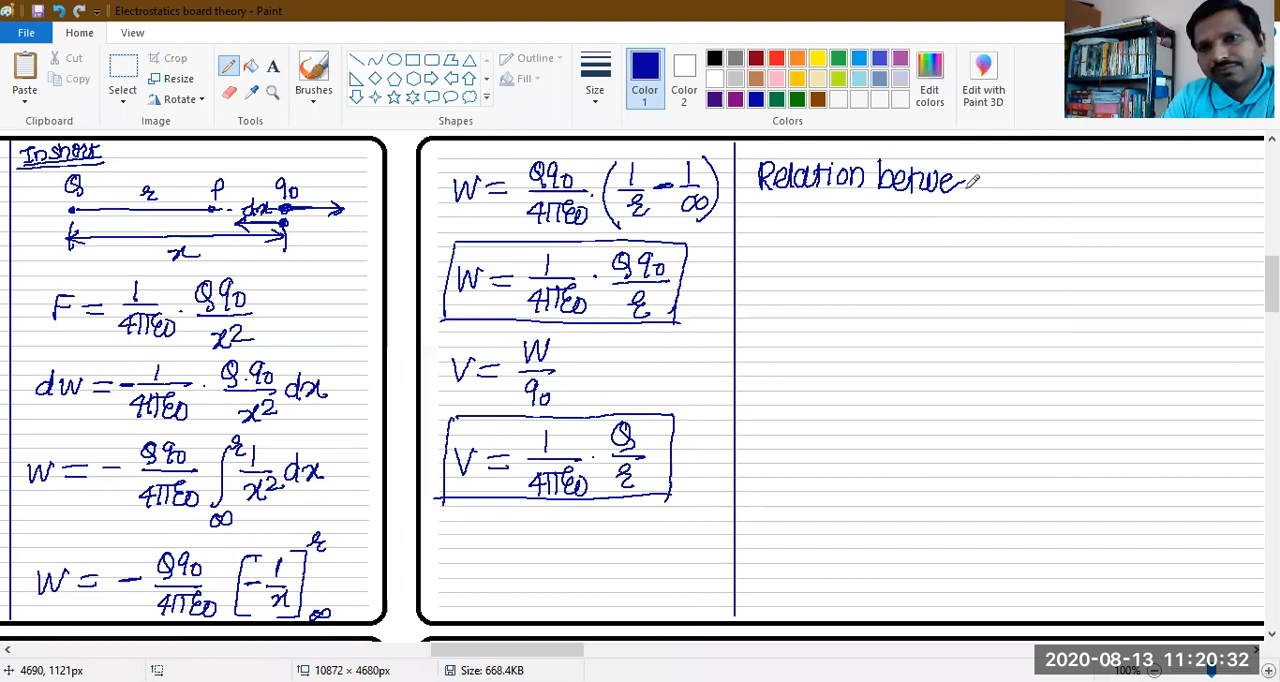 Electrostatics board theory - Paint
File Home View
Paste
Cut
Copy
Clipboard
Select
Crop
Resize
Rotate
Image
A
Tools
Brushes
Shapes
Outline
Fill
Size
Color 1
Color 2
Edit colors
Edit with Paint 3D
Colors
In short
Q r P q0
dx
x
F = 1/4πε0 · Qq0/x2
dw = - 1/4πε0 · Q.q0/x2 dx
W = - Qq0/4πε0 ∫∞r 1/x2 dx
W = - Qq0/4πε0 [-1/x]∞r
W = Qq0/4πε0 · (1/r - 1/∞)
W = 1/4πε0 · Qq0/r
V = W/q0
V = 1/4πε0 · Q/r
Relation betwe
4690, 1121px
10872 × 4680px
Size: 668.4KB
100%
2020-08-13 11:20:32